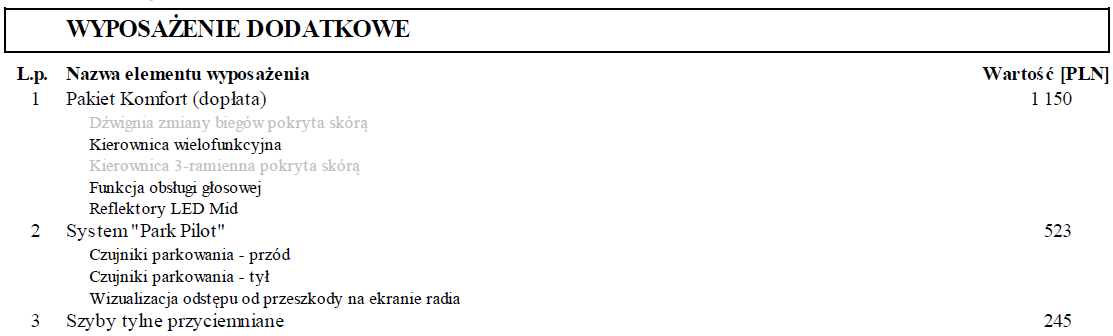 WYPOSAŻENIE DODATKOWE
L.p. Nazwa elementu wyposażenia Wartość [PLN]
1 Pakiet Komfort (dopłata) 1 150
Dźwignia zmiany biegów pokryta skórą
Kierownica wielofunkcyjna
Kierownica 3-ramienna pokryta skórą
Funkcja obsługi głosowej
Reflektory LED Mid
2 System "Park Pilot" 523
Czujniki parkowania - przód
Czujniki parkowania - tył
Wizualizacja odstępu od przeszkody na ekranie radia
3 Szyby tylne przyciemniane 245